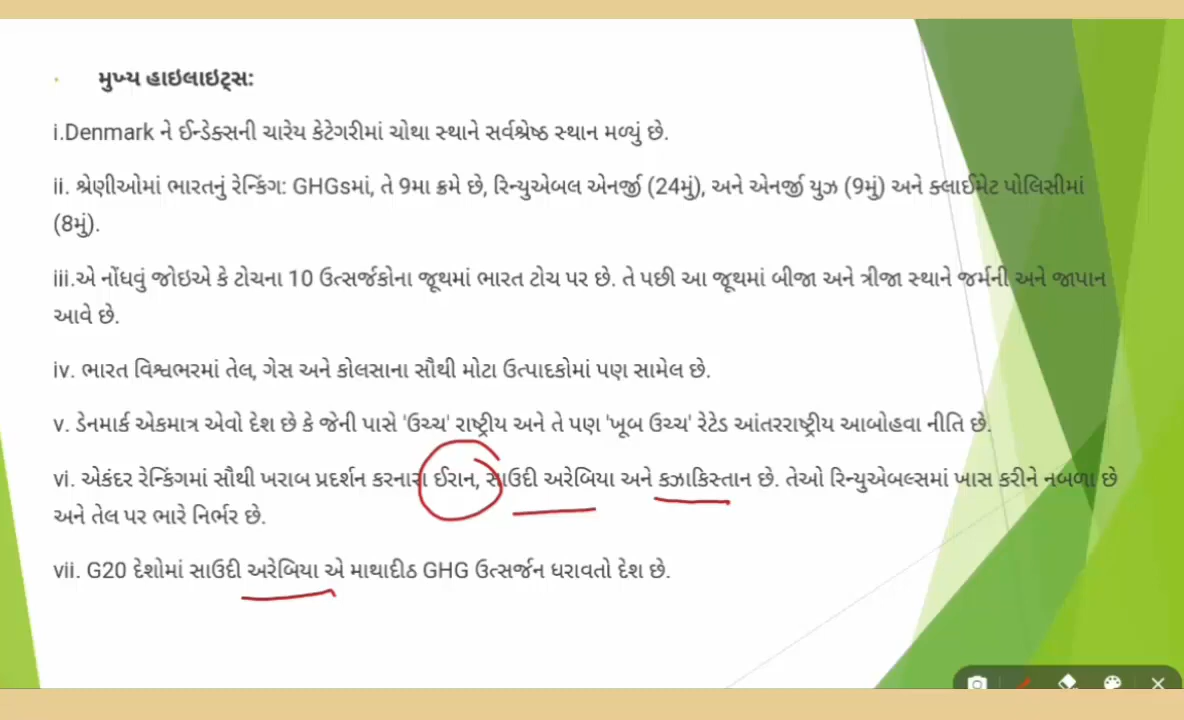 મુખ્ય હાઇલાઇટ્સ:
i.Denmark ને ઈન્ડેક્સની ચારેય કેટેગરીમાં ચોથા સ્થાને સર્વશ્રેષ્ઠ સ્થાન મળ્યું છે.
ii. શ્રેણીઓમાં ભારતનું રેન્કિંગ: GHGsમાં, તે 9મા ક્રમે છે, રિન્યુએબલ એનર્જી (24મું), અને એનર્જી યુઝ (9મું) અને ક્લાઈમેટ પોલિસીમાં
(8મું).
iii.એ નોંધવું જોઇએ કે ટોચના 10 ઉત્સર્જકોના જૂથમાં ભારત ટોચ પર છે. તે પછી આ જૂથમાં બીજા અને ત્રીજા સ્થાને જર્મની અને જાપાન
આવે છે.
iv. ભારત વિશ્વભરમાં તેલ, ગેસ અને કોલસાના સૌથી મોટા ઉત્પાદકોમાં પણ સામેલ છે.
v. ડેનમાર્ક એકમાત્ર એવો દેશ છે કે જેની પાસે 'ઉચ્ચ' રાષ્ટ્રીય અને તે પણ 'ખૂબ ઉચ્ચ' રેટેડ આંતરરાષ્ટ્રીય આબોહવા નીતિ છે.
vi. એકંદર રેન્કિંગમાં સૌથી ખરાબ પ્રદર્શન કરનારા ઈરાન, સાઉદી અરેબિયા અને કઝાકિસ્તાન છે. તેઓ રિન્યુએબલ્સમાં ખાસ કરીને નબળા છે
અને તેલ પર ભારે નિર્ભર છે.
vii. G20 દેશોમાં સાઉદી અરેબિયા એ માથાદીઠ GHG ઉત્સર્જન ધરાવતો દેશ છે.